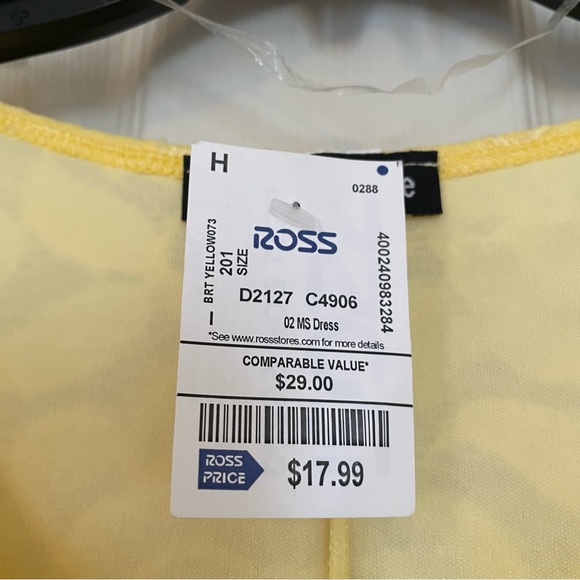 H
T
0288
e
ROSS
BRT YELLOW073
201
SIZE
I
400240983284
D2127 C4906
02 MS Dress
*See www.rossstores.com for more details
COMPARABLE VALUE*
$29.00
ROSS
PRICE
$17.99